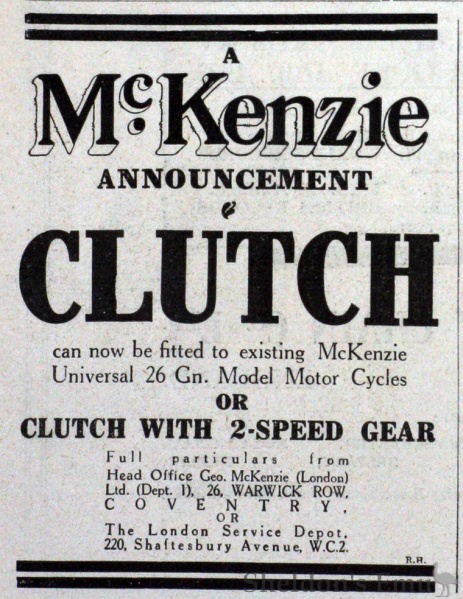 A
McKenzie
ANNOUNCEMENT
CLUTCH
can now be fitted to existing McKenzie
Universal 26 Gn. Model Motor Cycles
OR
CLUTCH WITH 2-SPEED GEAR
Full particulars from
Head Office Geo. McKenzie (London)
Ltd. (Dept. 1), 26, WARWICK ROW,
COVENTRY,
OR
The London Service Depot,
220, Shaftesbury Avenue, W.C.2.
R.H.
Sheldon's Emu